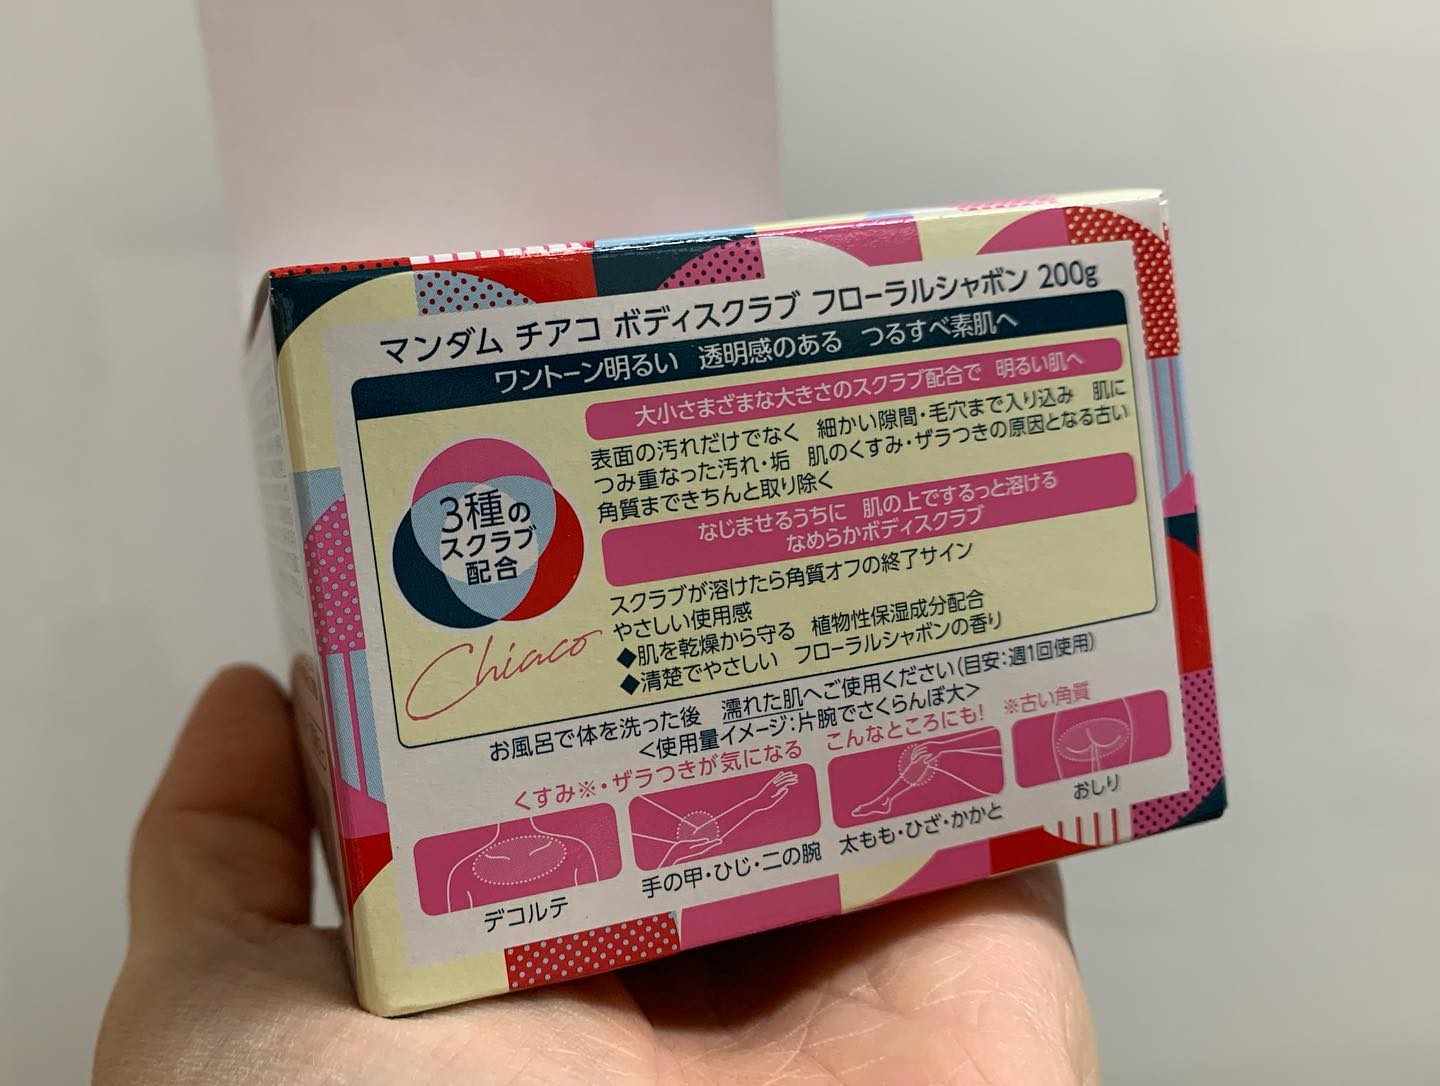 マンダム チアコ ボディスクラブ フローラルシャボン 200g
ワントーン明るい 透明感のある つるすべ素肌へ
3種の
スクラブ
配合
Chiaco
大小さまざまな大きさのスクラブ配合で 明るい肌へ
表面の汚れだけでなく 細かい隙間・毛穴まで入り込み 肌に
つみ重なった汚れ・垢 肌のくすみ・ザラつきの原因となる古い
角質まできちんと取り除く
なじませるうちに 肌の上でするっと溶ける
なめらかボディスクラブ
スクラブが溶けたら角質オフの終了サイン
やさしい使用感
◆肌を乾燥から守る 植物性保湿成分配合
◆清楚でやさしい フローラルシャボンの香り
お風呂で体を洗った後 濡れた肌へご使用ください(目安:週1回使用)
<使用量イメージ:片腕でさくらんぼ大>
くすみ※・ザラつきが気になる こんなところにも! ※古い角質
デコルテ
手の甲・ひじ・二の腕
太もも・ひざ・かかと
おしり